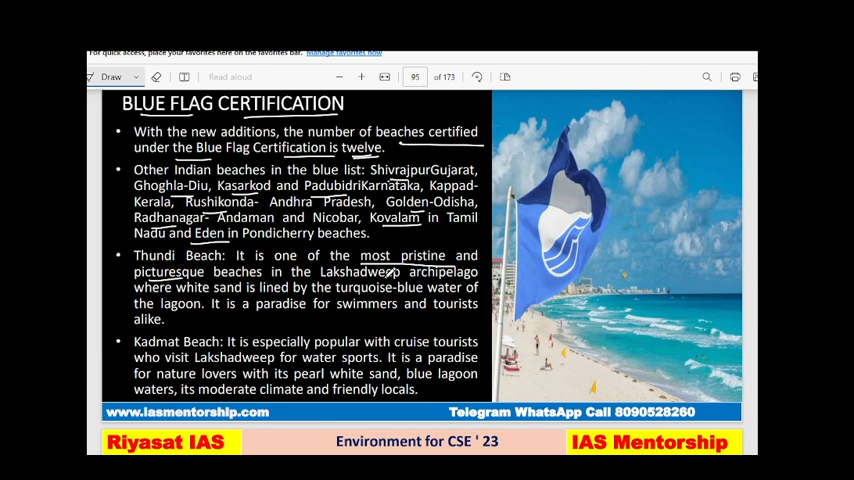 For quick access, place your favorites here on the favorites bar. Manage favorites now
Draw
Read aloud
95 of 173
BLUE FLAG CERTIFICATION
• With the new additions, the number of beaches certified
under the Blue Flag Certification is twelve.
• Other Indian beaches in the blue list: ShivrajpurGujarat,
Ghoghla-Diu, Kasarkod and PadubidriKarnataka, Kappad-
Kerala, Rushikonda- Andhra Pradesh, Golden-Odisha,
Radhanagar- Andaman and Nicobar, Kovalam in Tamil
Nadu and Eden in Pondicherry beaches.
• Thundi Beach: It is one of the most pristine and
picturesque beaches in the Lakshadweep archipelago
where white sand is lined by the turquoise-blue water of
the lagoon. It is a paradise for swimmers and tourists
alike.
• Kadmat Beach: It is especially popular with cruise tourists
who visit Lakshadweep for water sports. It is a paradise
for nature lovers with its pearl white sand, blue lagoon
waters, its moderate climate and friendly locals.
www.iasmentorship.com Telegram WhatsApp Call 8090528260
Riyasat IAS Environment for CSE ' 23 IAS Mentorship